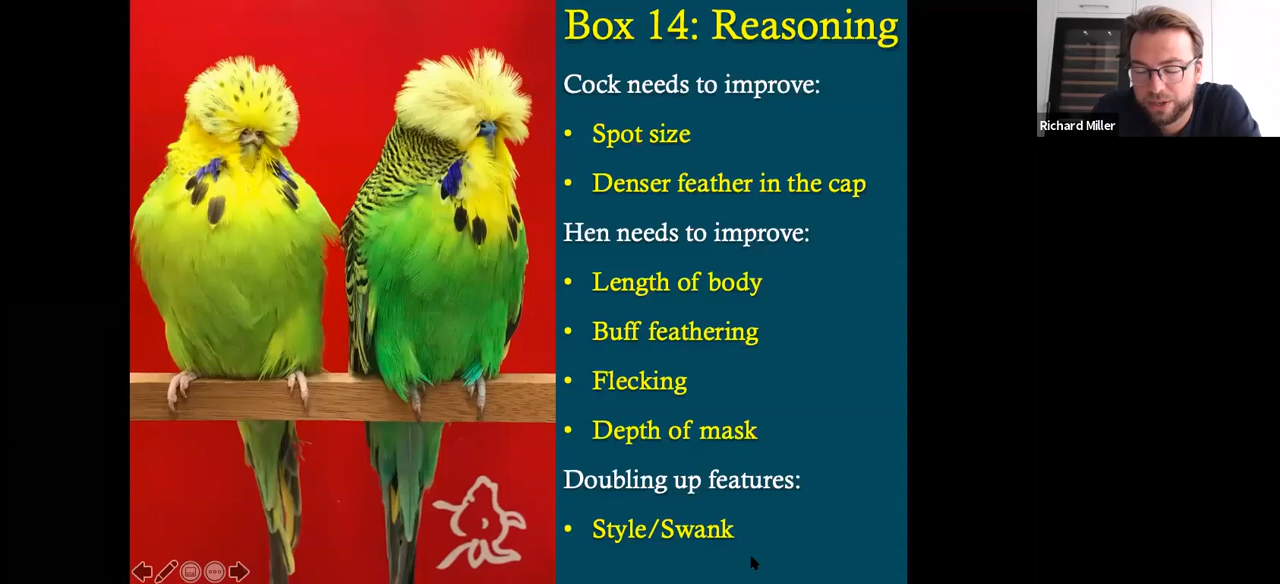 Box 14: Reasoning
Cock needs to improve:
• Spot size
• Denser feather in the cap
Hen needs to improve:
• Length of body
• Buff feathering
• Flecking
• Depth of mask
Doubling up features:
• Style/Swank
Richard Miller